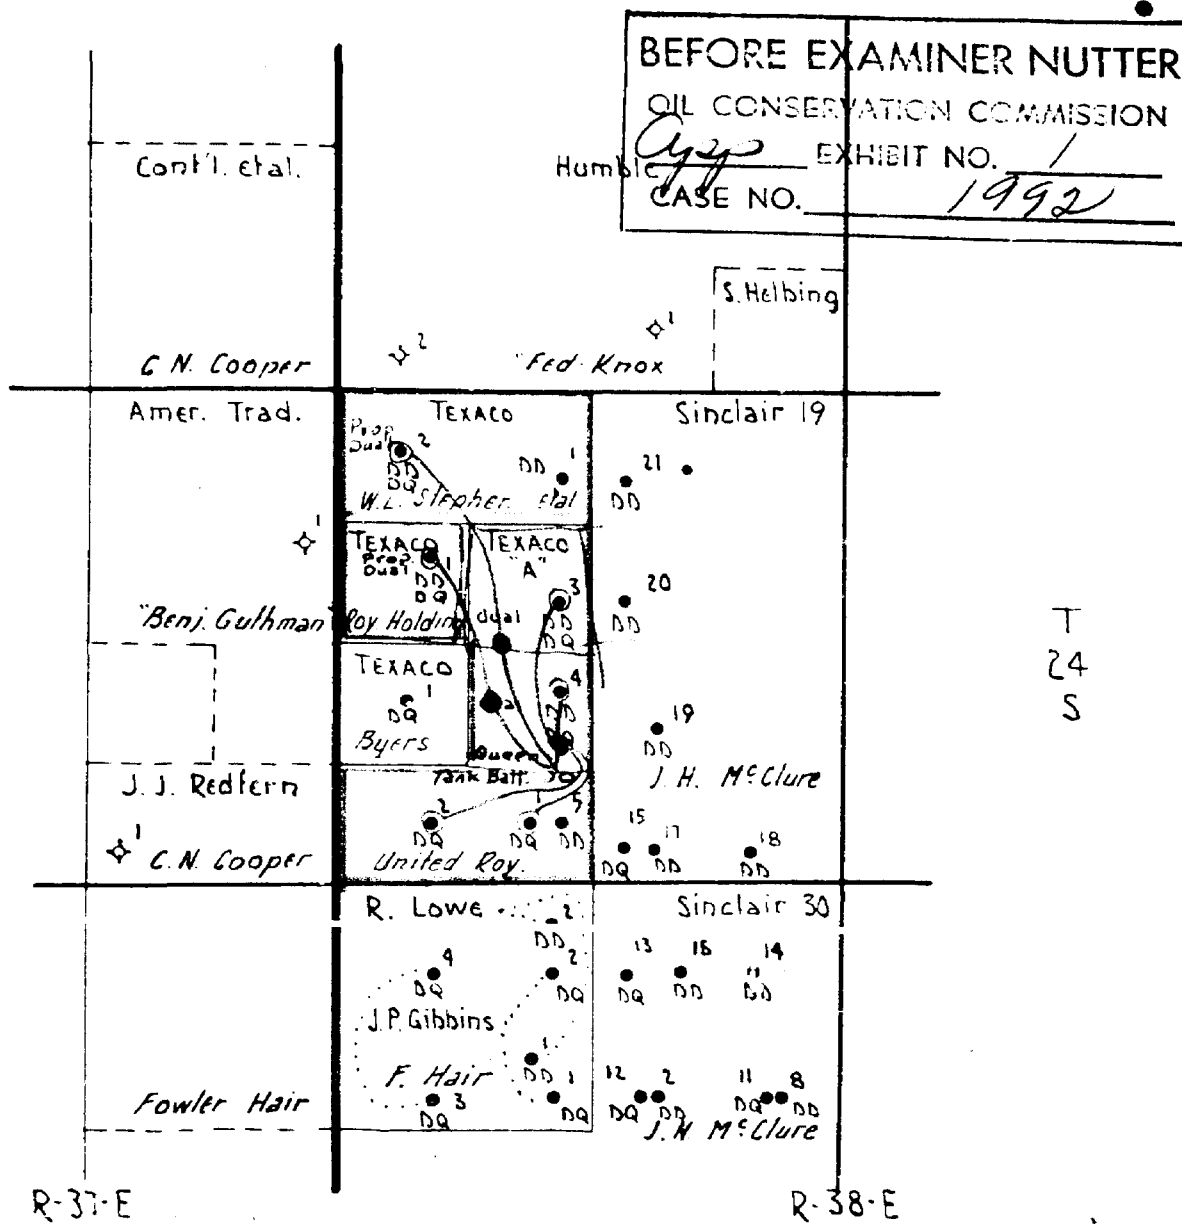 BEFORE EXAMINER NUTTER
OIL CONSERVATION COMMISSION
App EXHIBIT NO. 1
CASE NO. 1992
Cont'l. etal.
Humble
S. Helbing
1
2
C. N. Cooper
"Fed-Knox
Amer. Trad.
TEXACO
Sinclair 19
Prop
Dual
2
DD
DQ
DD
1
21
DD
W.L. Stepher. etal
1
TEXACO
Prop
Dual
1
DD
DQ
TEXACO
"A"
3
DD
DQ
20
DD
"Benj. Guthman"
Roy Holding
dual
T
24
S
TEXACO
1
DQ
Byers
4
DD
19
DD
Queen
Tank Batt.
J. H. McClure
J. J. Redfern
2
DQ
1
DQ
5
DD
15
DQ
17
DD
18
DD
1
C. N. Cooper
United Roy.
R. Lowe
Sinclair 30
2
DD
4
DQ
2
DQ
13
DQ
DD
14
DD
J.P. Gibbins
1
DD
F. Hair
Fowler Hair
3
DQ
1
DQ
12
DQ
2
DD
11
DQ
8
DD
J. H. McClure
R-37-E
R-38-E